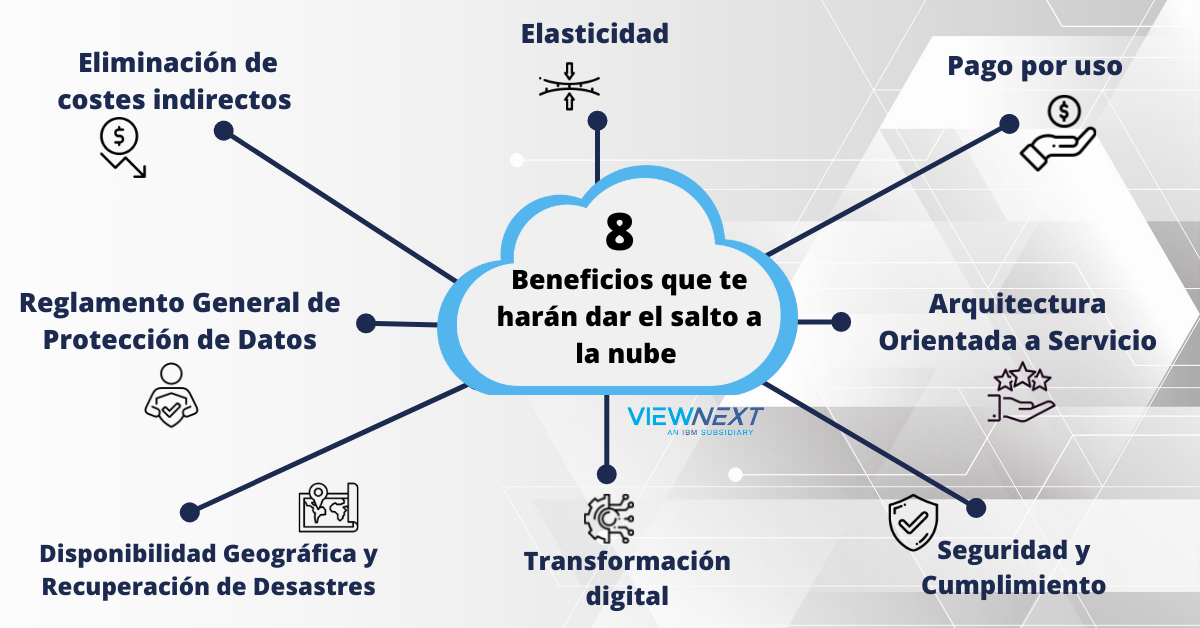 Elasticidad
Eliminación de
costes indirectos
Pago por uso
8
Beneficios que te
harán dar el salto a
la nube
Reglamento General de
Protección de Datos
Arquitectura
Orientada a Servicio
VIEWNEXT
AN IBM SUBSIDIARY
Disponibilidad Geográfica y
Recuperación de Desastres
Transformación
digital
Seguridad y
Cumplimiento